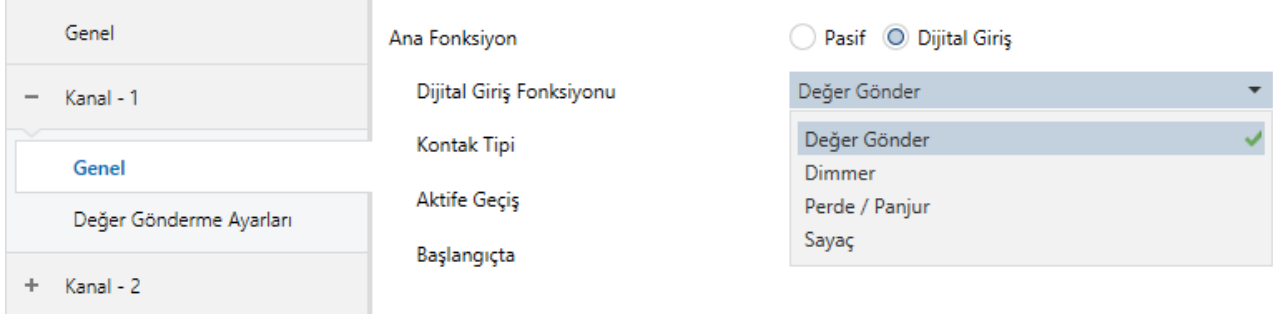 Genel
− Kanal - 1
Genel
Değer Gönderme Ayarları
+ Kanal - 2
Ana Fonksiyon
Pasif
Dijital Giriş
Dijital Giriş Fonksiyonu
Değer Gönder
Değer Gönder
Dimmer
Perde / Panjur
Sayaç
Kontak Tipi
Aktife Geçiş
Başlangıçta